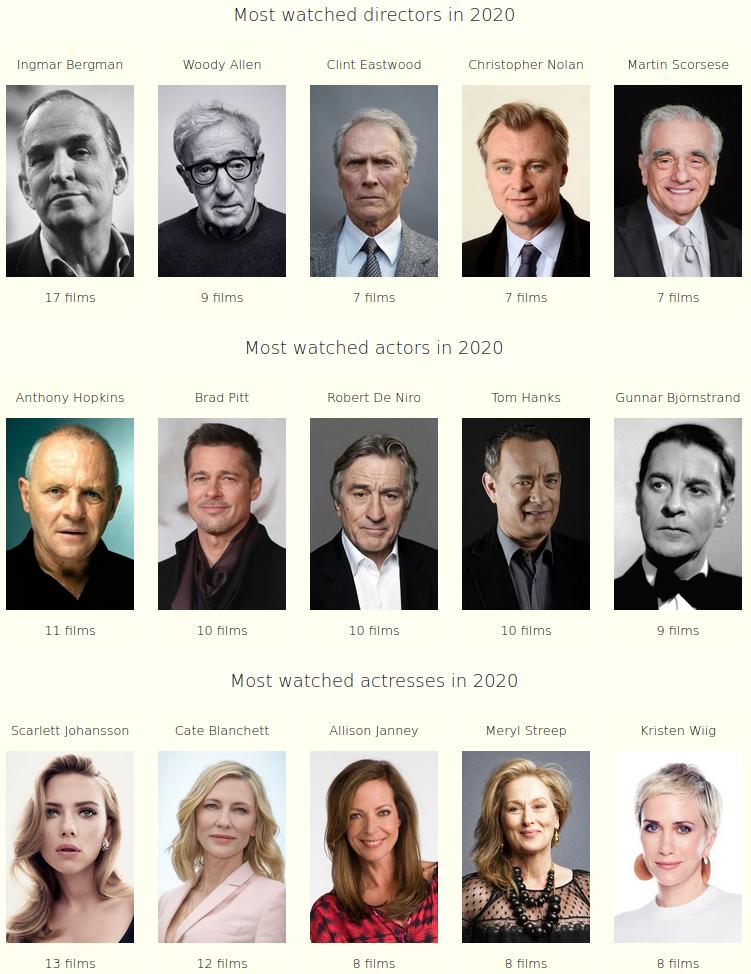 Most watched directors in 2020
Ingmar Bergman Woody Allen Clint Eastwood Christopher Nolan Martin Scorsese
17 films 9 films 7 films 7 films 7 films
Most watched actors in 2020
Anthony Hopkins Brad Pitt Robert De Niro Tom Hanks Gunnar Björnstrand
11 films 10 films 10 films 10 films 9 films
Most watched actresses in 2020
Scarlett Johansson Cate Blanchett Allison Janney Meryl Streep Kristen Wiig
13 films 12 films 8 films 8 films 8 films